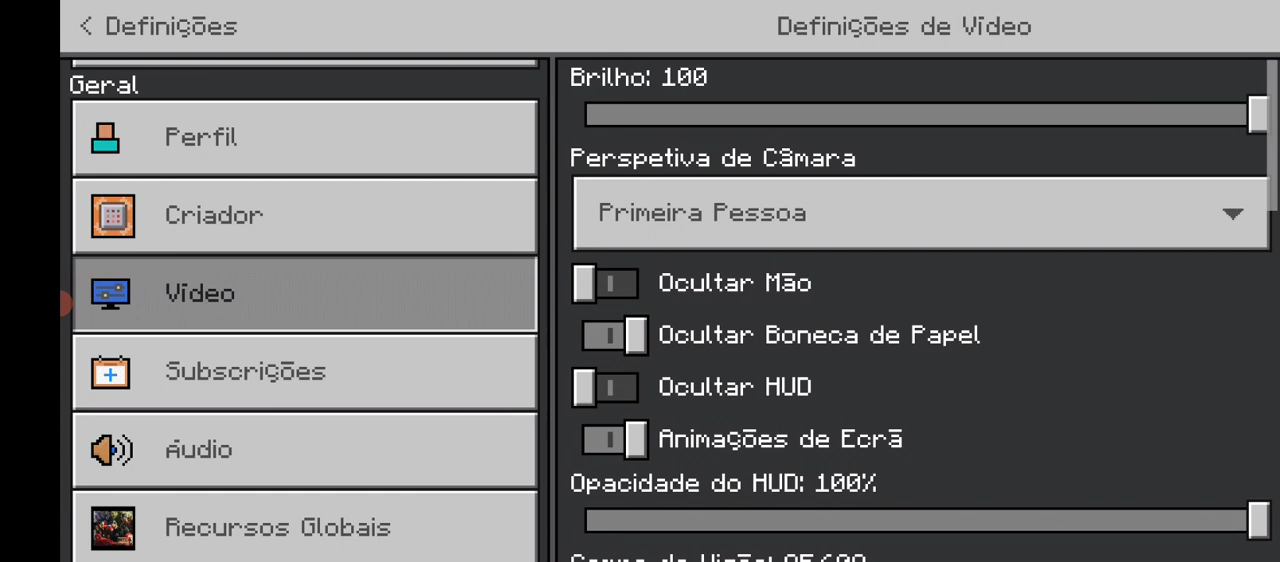 < Definições
Definições de Vídeo
Geral
Perfil
Criador
Vídeo
Subscrições
Áudio
Recursos Globais
Brilho: 100
Perspetiva de Câmara
Primeira Pessoa
Ocultar Mão
Ocultar Boneca de Papel
Ocultar HUD
Animações de Ecrã
Opacidade do HUD: 100%